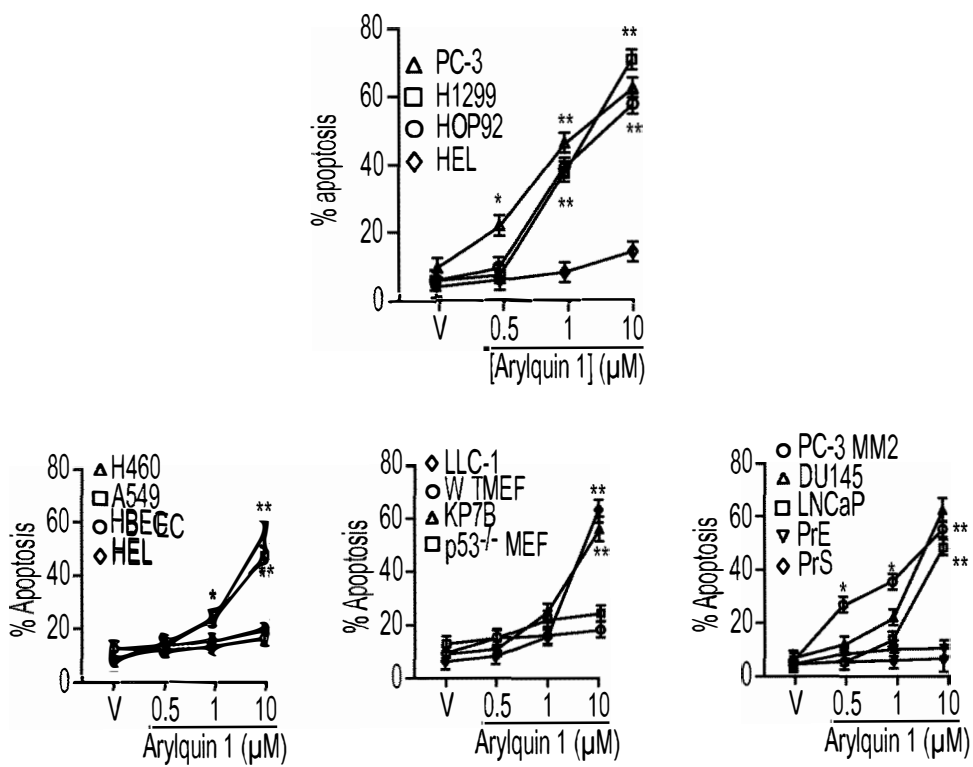 80
60
40
20
0
% apoptosis
PC-3
H1299
HOP92
HEL
**
**
*
**
**
V 0.5 1 10
[Arylquin 1] (µM)
80
60
40
20
0
% Apoptosis
H460
A549
HBEC
HEL
**
*
**
V 0.5 1 10
Arylquin 1 (µM)
80
60
40
20
0
% Apoptosis
LLC-1
W TMEF
KP7B
p53-/- MEF
**
**
V 0.5 1 10
Arylquin 1 (µM)
80
60
40
20
0
% Apoptosis
PC-3 MM2
DU145
LNCaP
PrE
PrS
*
*
**
**
V 0.5 1 10
Arylquin 1 (µM)